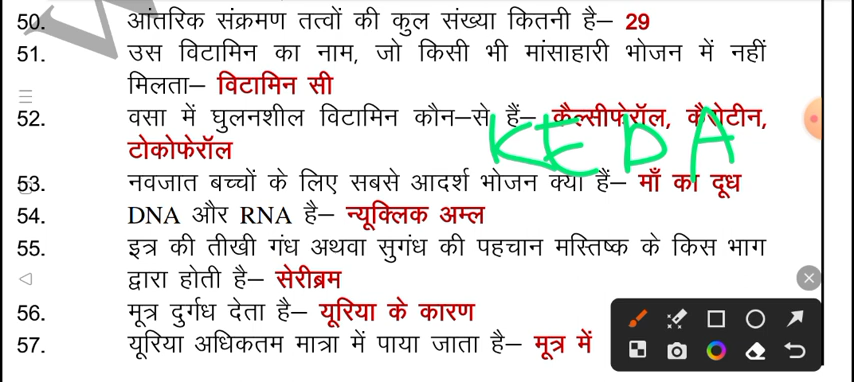 50. आंतरिक संक्रमण तत्वों की कुल संख्या कितनी है– 29
51. उस विटामिन का नाम, जो किसी भी मांसाहारी भोजन में नहीं
मिलता– विटामिन सी
52. वसा में घुलनशील विटामिन कौन–से हैं– कैल्सीफेरॉल, कैरोटीन,
टोकोफेरॉल
KEDA
53. नवजात बच्चों के लिए सबसे आदर्श भोजन क्या हैं– माँ का दूध
54. DNA और RNA है– न्यूक्लिक अम्ल
55. इत्र की तीखी गंध अथवा सुगंध की पहचान मस्तिष्क के किस भाग
द्वारा होती है– सेरीब्रम
56. मूत्र दुर्गध देता है– यूरिया के कारण
57. यूरिया अधिकतम मात्रा में पाया जाता है– मूत्र में